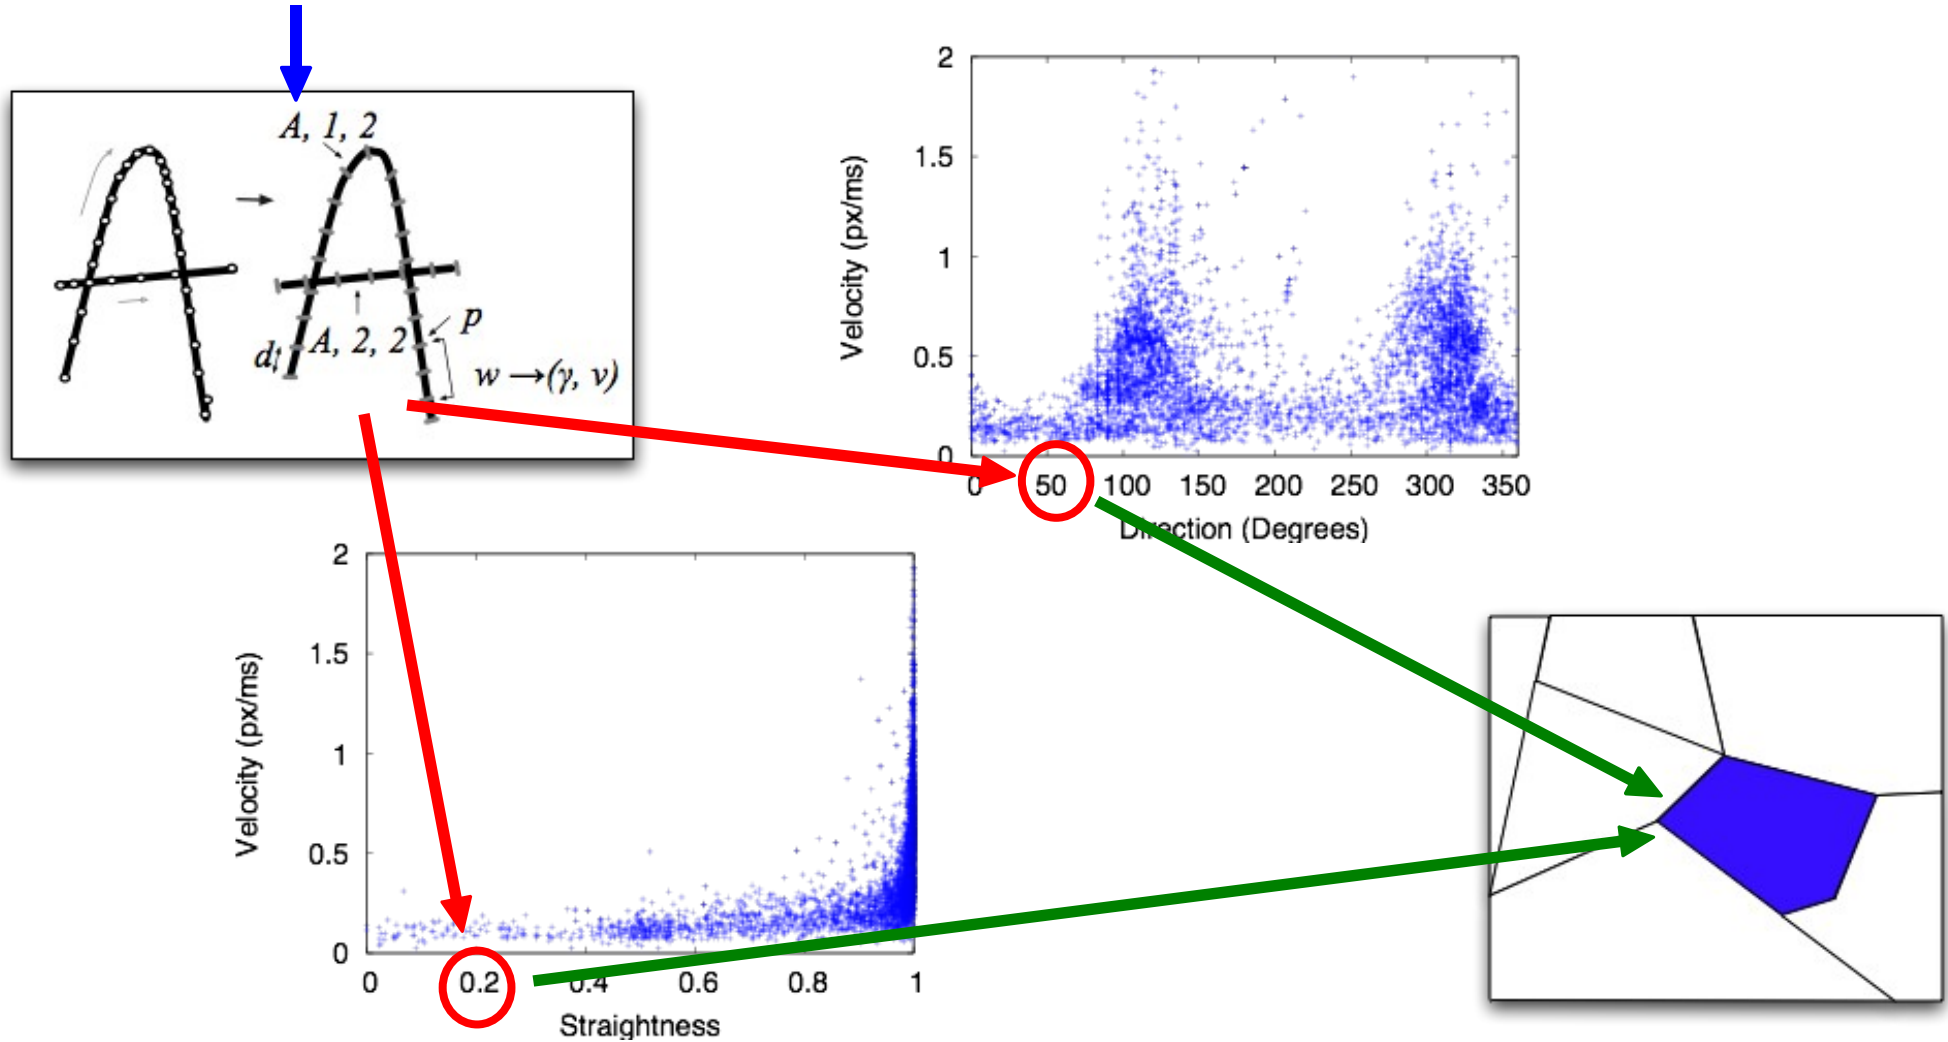 A, 1, 2
A, 2, 2
p
d
w →(γ, v)
2
1.5
1
0.5
0
Velocity (px/ms)
0 50 100 150 200 250 300 350
Direction (Degrees)
2
1.5
1
0.5
0
Velocity (px/ms)
0 0.2 0.4 0.6 0.8 1
Straightness